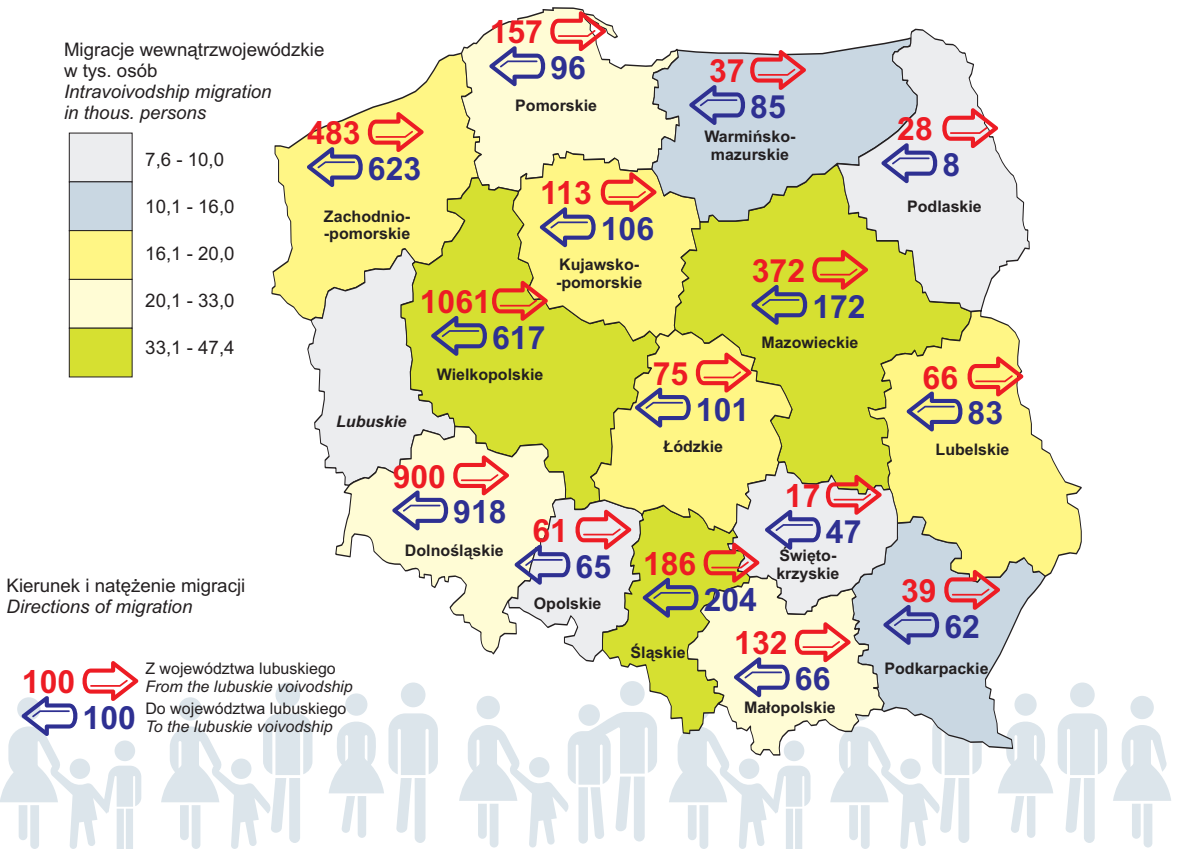 Migracje wewnątrzwojewódzkie
w tys. osób
Intravoivodship migration
in thous. persons
7,6 - 10,0
10,1 - 16,0
16,1 - 20,0
20,1 - 33,0
33,1 - 47,4
157
96
Pomorskie
37
85
Warmińsko-
mazurskie
28
8
Podlaskie
483
623
Zachodnio-
-pomorskie
113
106
Kujawsko-
-pomorskie
372
172
Mazowieckie
1061
617
Wielkopolskie
Lubuskie
75
101
Łódzkie
66
83
Lubelskie
900
918
Dolnośląskie
61
65
Opolskie
186
204
Śląskie
17
47
Święto-
krzyskie
132
66
Małopolskie
39
62
Podkarpackie
Kierunek i natężenie migracji
Directions of migration
100
Z województwa lubuskiego
From the lubuskie voivodship
100
Do województwa lubuskiego
To the lubuskie voivodship